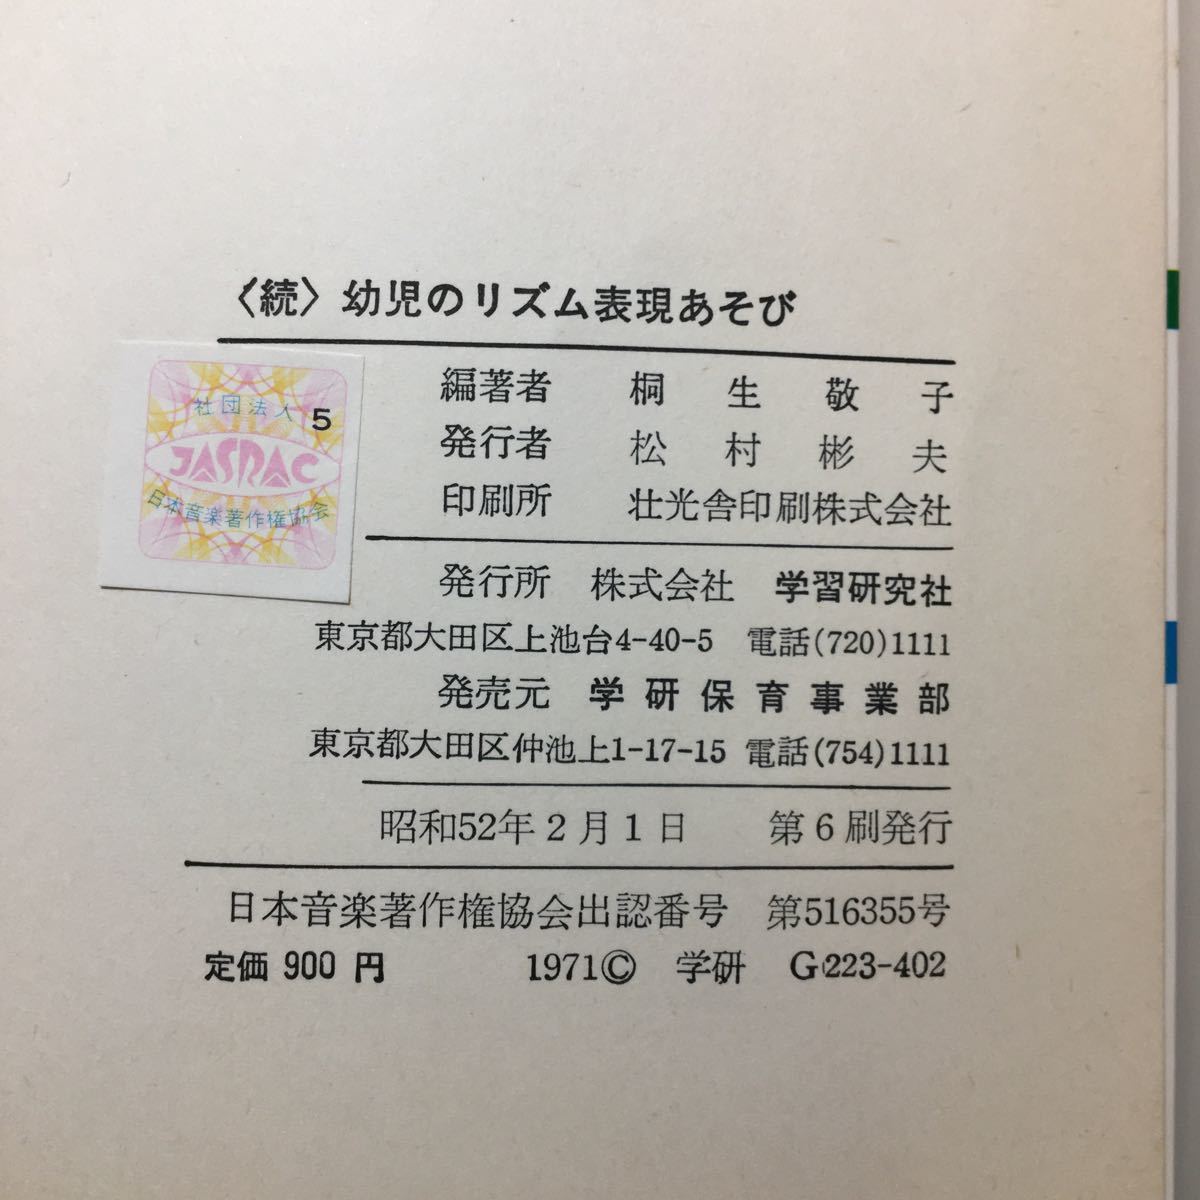 〈続〉幼児のリズム表現あそび
編著者 桐生敬子
発行者 松村彬夫
印刷所 壮光舎印刷株式会社
社団法人 5
JASRAC
日本音楽著作権協会
発行所 株式会社 学習研究社
東京都大田区上池台4-40-5 電話(720)1111
発売元 学研保育事業部
東京都大田区仲池上1-17-15 電話(754)1111
昭和52年2月1日 第6刷発行
日本音楽著作権協会出認番号 第516355号
定価 900 円 1971© 学研 G223-402